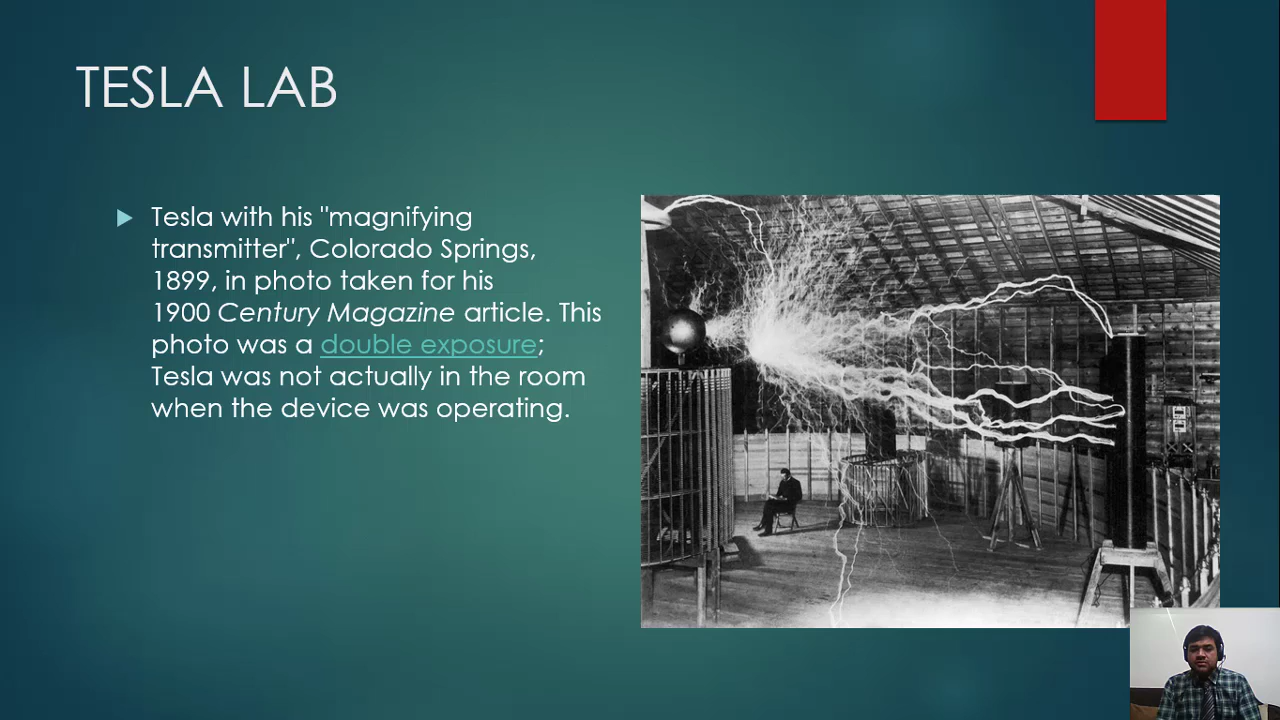 TESLA LAB
Tesla with his "magnifying
transmitter", Colorado Springs,
1899, in photo taken for his
1900 Century Magazine article. This
photo was a double exposure;
Tesla was not actually in the room
when the device was operating.